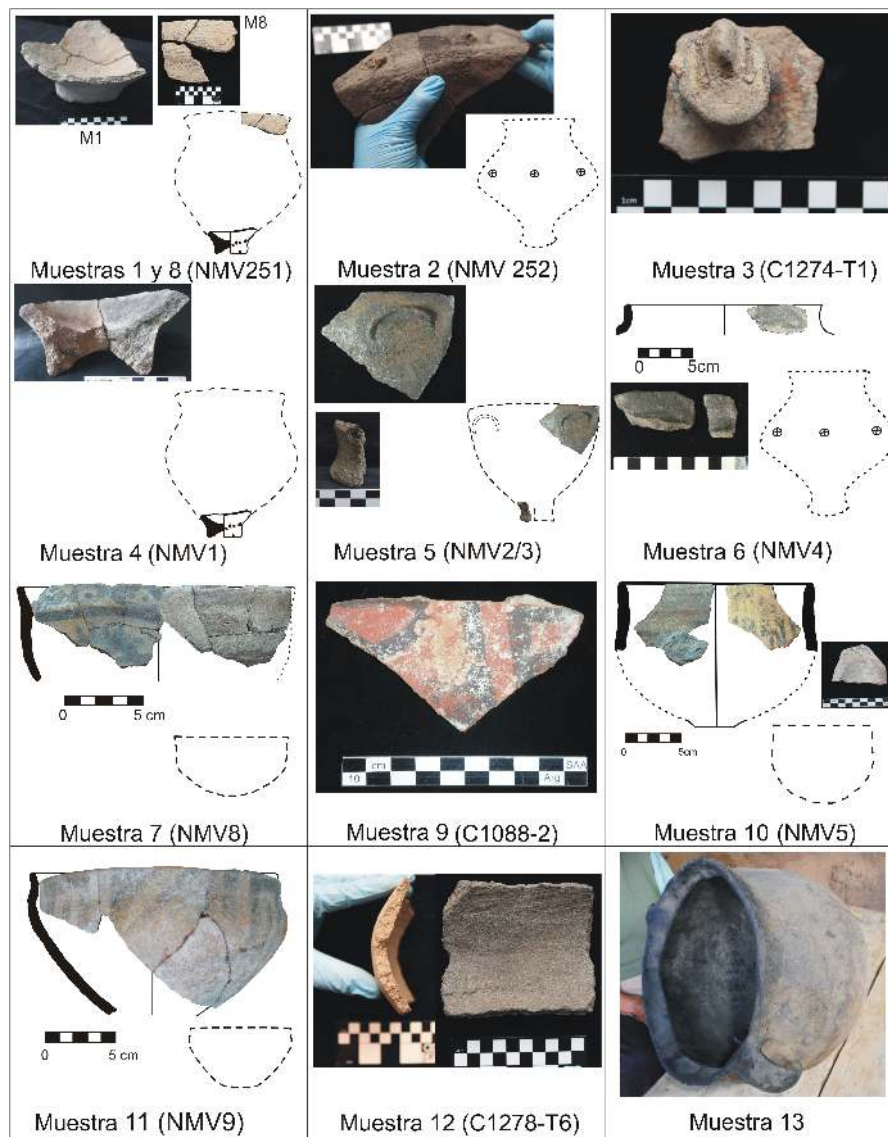 M8
M1
Muestras 1 y 8 (NMV251)
Muestra 2 (NMV 252)
1cm
Muestra 3 (C1274-T1)
Muestra 4 (NMV1)
Muestra 5 (NMV2/3)
5cm
Muestra 6 (NMV4)
0 5 cm
Muestra 7 (NMV8)
cm SAA
10 Arg
Muestra 9 (C1088-2)
0 5cm
Muestra 10 (NMV5)
0 5 cm
Muestra 11 (NMV9)
Muestra 12 (C1278-T6)
Muestra 13